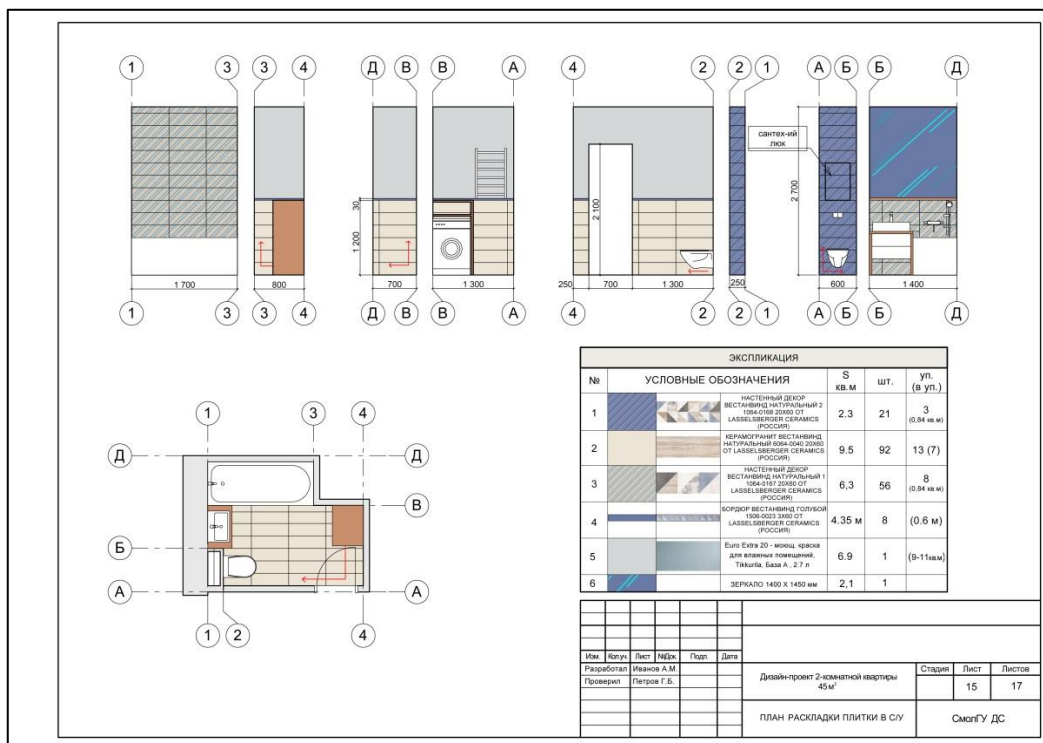 1 3 3 4 Д В В А 4 2 2 1 А Б Б Д
сантех-ий
люк
30
1 200
2 100
2 700
1 700 800 700 1 300 250 700 1 300 250 600 1 400
1 3 3 4 Д В В А 4 2 2 1 А Б Б Д
1 3 4
Д Д
В
Б
А А
1 2 4
ЭКСПЛИКАЦИЯ
№ УСЛОВНЫЕ ОБОЗНАЧЕНИЯ S кв.м шт. уп. (в уп.)
1
НАСТЕННЫЙ ДЕКОР
ВЕСТАНВИНД НАТУРАЛЬНЫЙ 2
1064-0168 20Х60 ОТ
LASSELSBERGER CERAMICS
(РОССИЯ)
2.3 21 3
(0,84 кв.м)
2
КЕРАМОГРАНИТ ВЕСТАНВИНД
НАТУРАЛЬНЫЙ 6064-0040 20Х60
ОТ LASSELSBERGER CERAMICS
(РОССИЯ)
9.5 92 13 (7)
3
НАСТЕННЫЙ ДЕКОР
ВЕСТАНВИНД НАТУРАЛЬНЫЙ 1
1064-0167 20Х60 ОТ
LASSELSBERGER CERAMICS
(РОССИЯ)
6,3 56 8
(0,84 кв.м)
4
БОРДЮР ВЕСТАНВИНД ГОЛУБОЙ
1506-0023 3Х60 ОТ
LASSELSBERGER CERAMICS
(РОССИЯ)
4.35 м 8 (0.6 м)
5
Euro Extra 20 - моющ. краска
для влажных помещений,
Tikkurila, База А , 2.7 л
6.9 1 (9-11кв.м)
6 ЗЕРКАЛО 1400 Х 1450 мм 2,1 1
Изм. Кол.уч. Лист №Док. Подп. Дата
Разработал Иванов А.М.
Проверил Петров Г.Б.
Дизайн-проект 2-комнатной квартиры
45м²
Стадия Лист Листов
15 17
ПЛАН РАСКЛАДКИ ПЛИТКИ В С/У
СмолГУ ДС